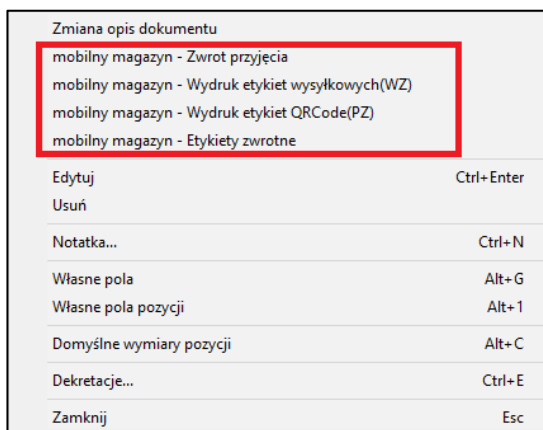 Zmiana opis dokumentu
mobilny magazyn - Zwrot przyjęcia
mobilny magazyn - Wydruk etykiet wysyłkowych(WZ)
mobilny magazyn - Wydruk etykiet QRCode(PZ)
mobilny magazyn - Etykiety zwrotne
Edytuj Ctrl+Enter
Usuń
Notatka... Ctrl+N
Własne pola Alt+G
Własne pola pozycji Alt+1
Domyślne wymiary pozycji Alt+C
Dekretacje... Ctrl+E
Zamknij Esc